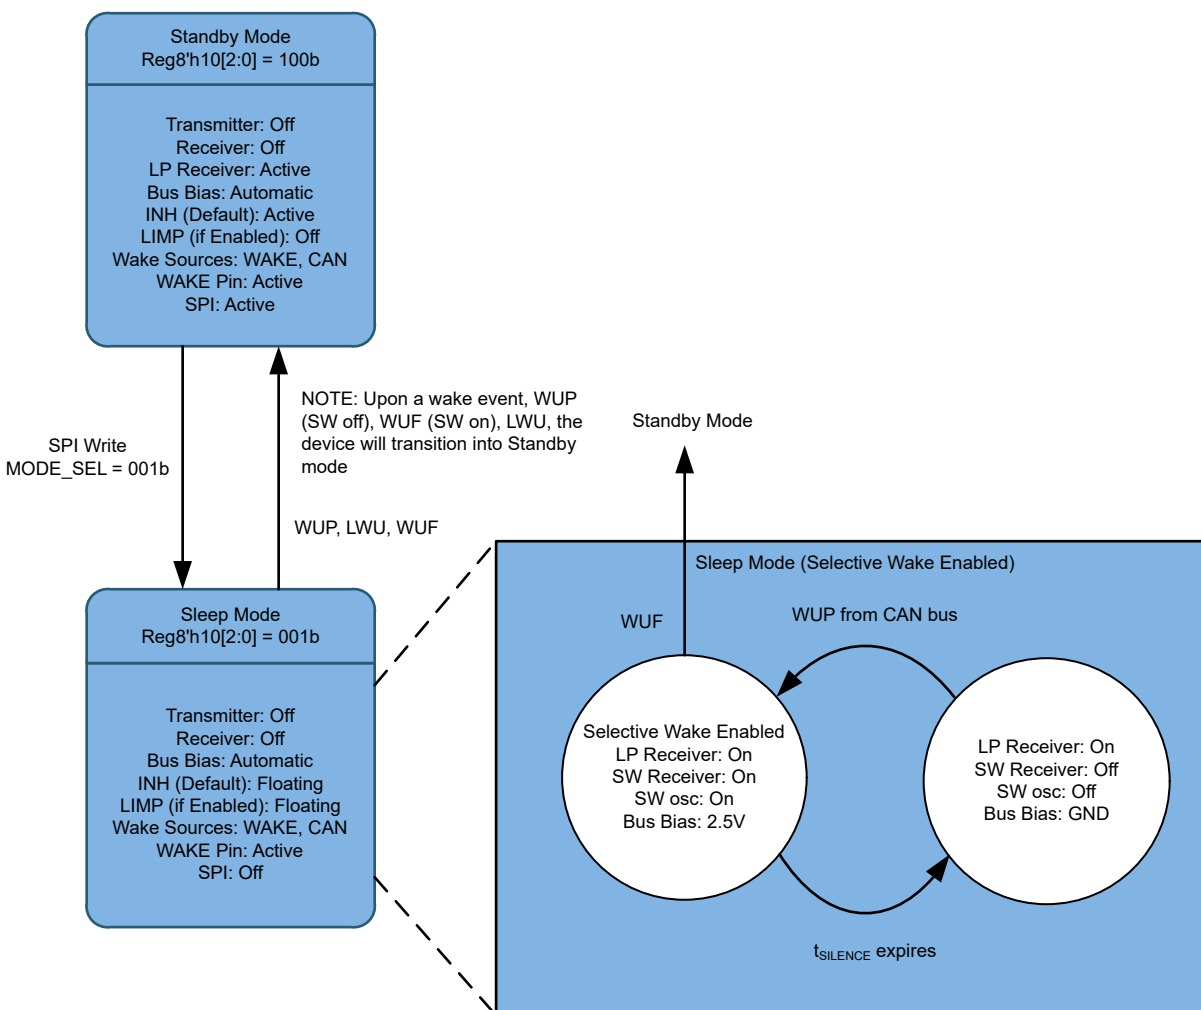 Standby Mode
Reg8'h10[2:0] = 100b
Transmitter: Off
Receiver: Off
LP Receiver: Active
Bus Bias: Automatic
INH (Default): Active
LIMP (if Enabled): Off
Wake Sources: WAKE, CAN
WAKE Pin: Active
SPI: Active
SPI Write
MODE_SEL = 001b
NOTE: Upon a wake event, WUP
(SW off), WUF (SW on), LWU, the
device will transition into Standby
mode
WUP, LWU, WUF
Sleep Mode
Reg8'h10[2:0] = 001b
Transmitter: Off
Receiver: Off
Bus Bias: Automatic
INH (Default): Floating
LIMP (if Enabled): Floating
Wake Sources: WAKE, CAN
WAKE Pin: Active
SPI: Off
Standby Mode
Sleep Mode (Selective Wake Enabled)
WUF
WUP from CAN bus
Selective Wake Enabled
LP Receiver: On
SW Receiver: On
SW osc: On
Bus Bias: 2.5V
LP Receiver: On
SW Receiver: Off
SW osc: Off
Bus Bias: GND
tSILENCE expires